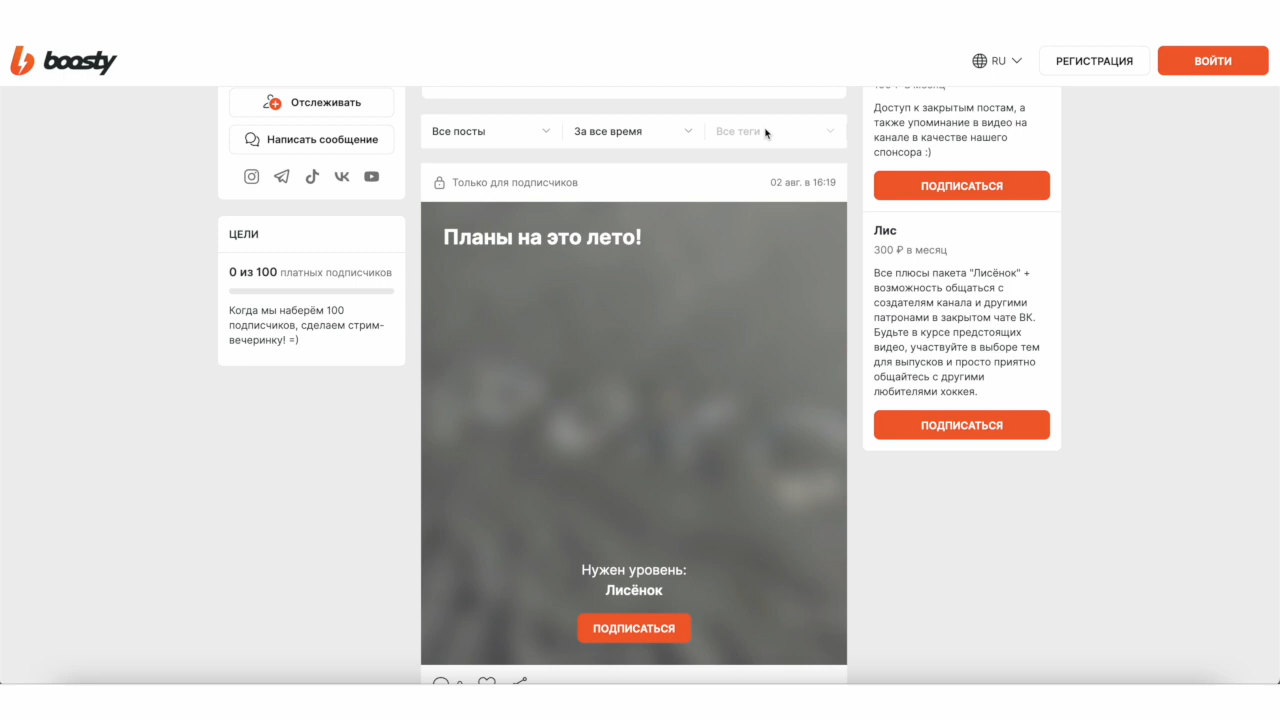 boosty
RU
РЕГИСТРАЦИЯ
ВОЙТИ
Отслеживать
Написать сообщение
ЦЕЛИ
0 из 100 платных подписчиков
Когда мы наберём 100
подписчиков, сделаем стрим-
вечеринку! =)
Все посты
За все время
Все теги
Только для подписчиков
02 авг. в 16:19
Планы на это лето!
Нужен уровень:
Лисёнок
ПОДПИСАТЬСЯ
Доступ к закрытым постам, а
также упоминание в видео на
канале в качестве нашего
спонсора :)
ПОДПИСАТЬСЯ
Лис
300 ₽ в месяц
Все плюсы пакета "Лисёнок" +
возможность общаться с
создателям канала и другими
патронами в закрытом чате ВК.
Будьте в курсе предстоящих
видео, участвуйте в выборе тем
для выпусков и просто приятно
общайтесь с другими
любителями хоккея.
ПОДПИСАТЬСЯ